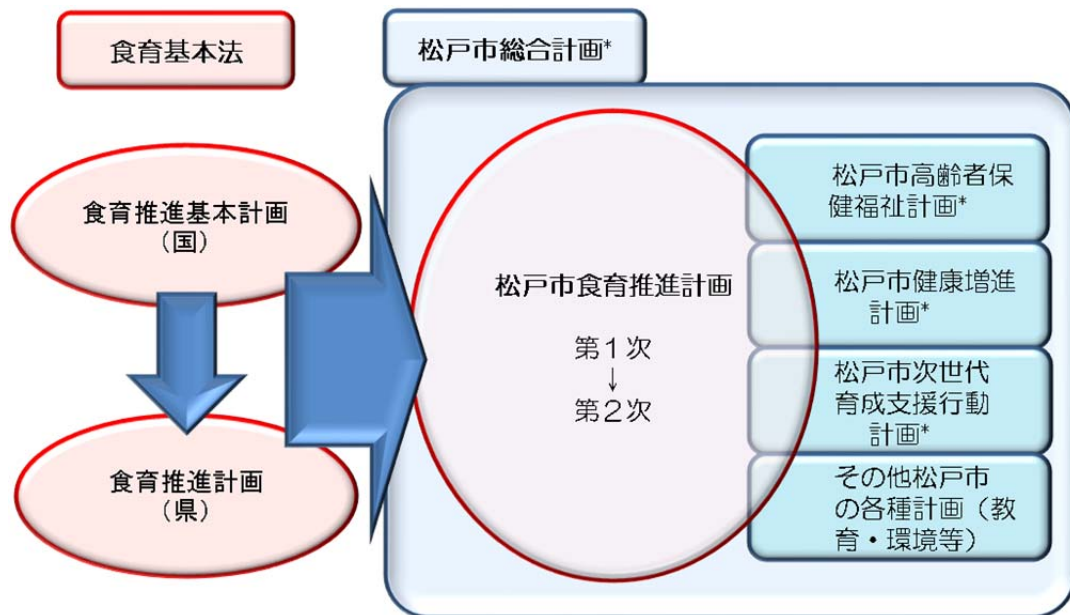 食育基本法
松戸市総合計画*
食育推進基本計画
（国）
食育推進計画
（県）
松戸市食育推進計画
第１次
↓
第２次
松戸市高齢者保
健福祉計画*
松戸市健康増進
計画*
松戸市次世代
育成支援行動
計画*
その他松戸市
の各種計画（教
育・環境等）